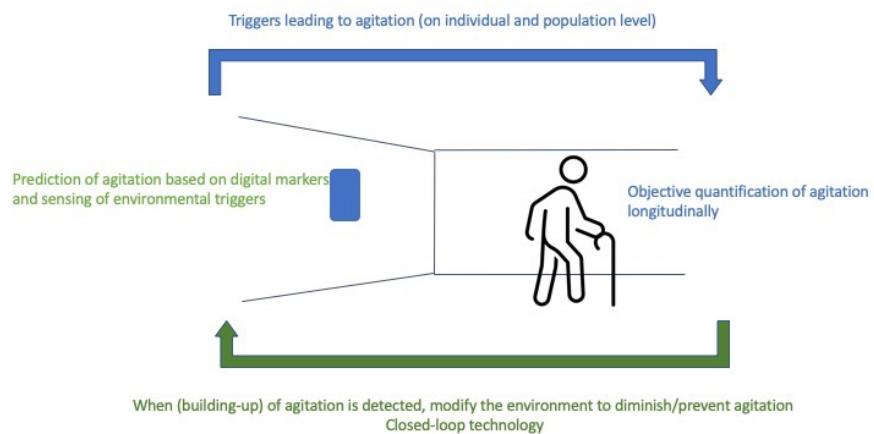 Triggers leading to agitation (on individual and population level)
Prediction of agitation based on digital markers
and sensing of environmental triggers
Objective quantification of agitation
longitudinally
When (building-up) of agitation is detected, modify the environment to diminish/prevent agitation
Closed-loop technology